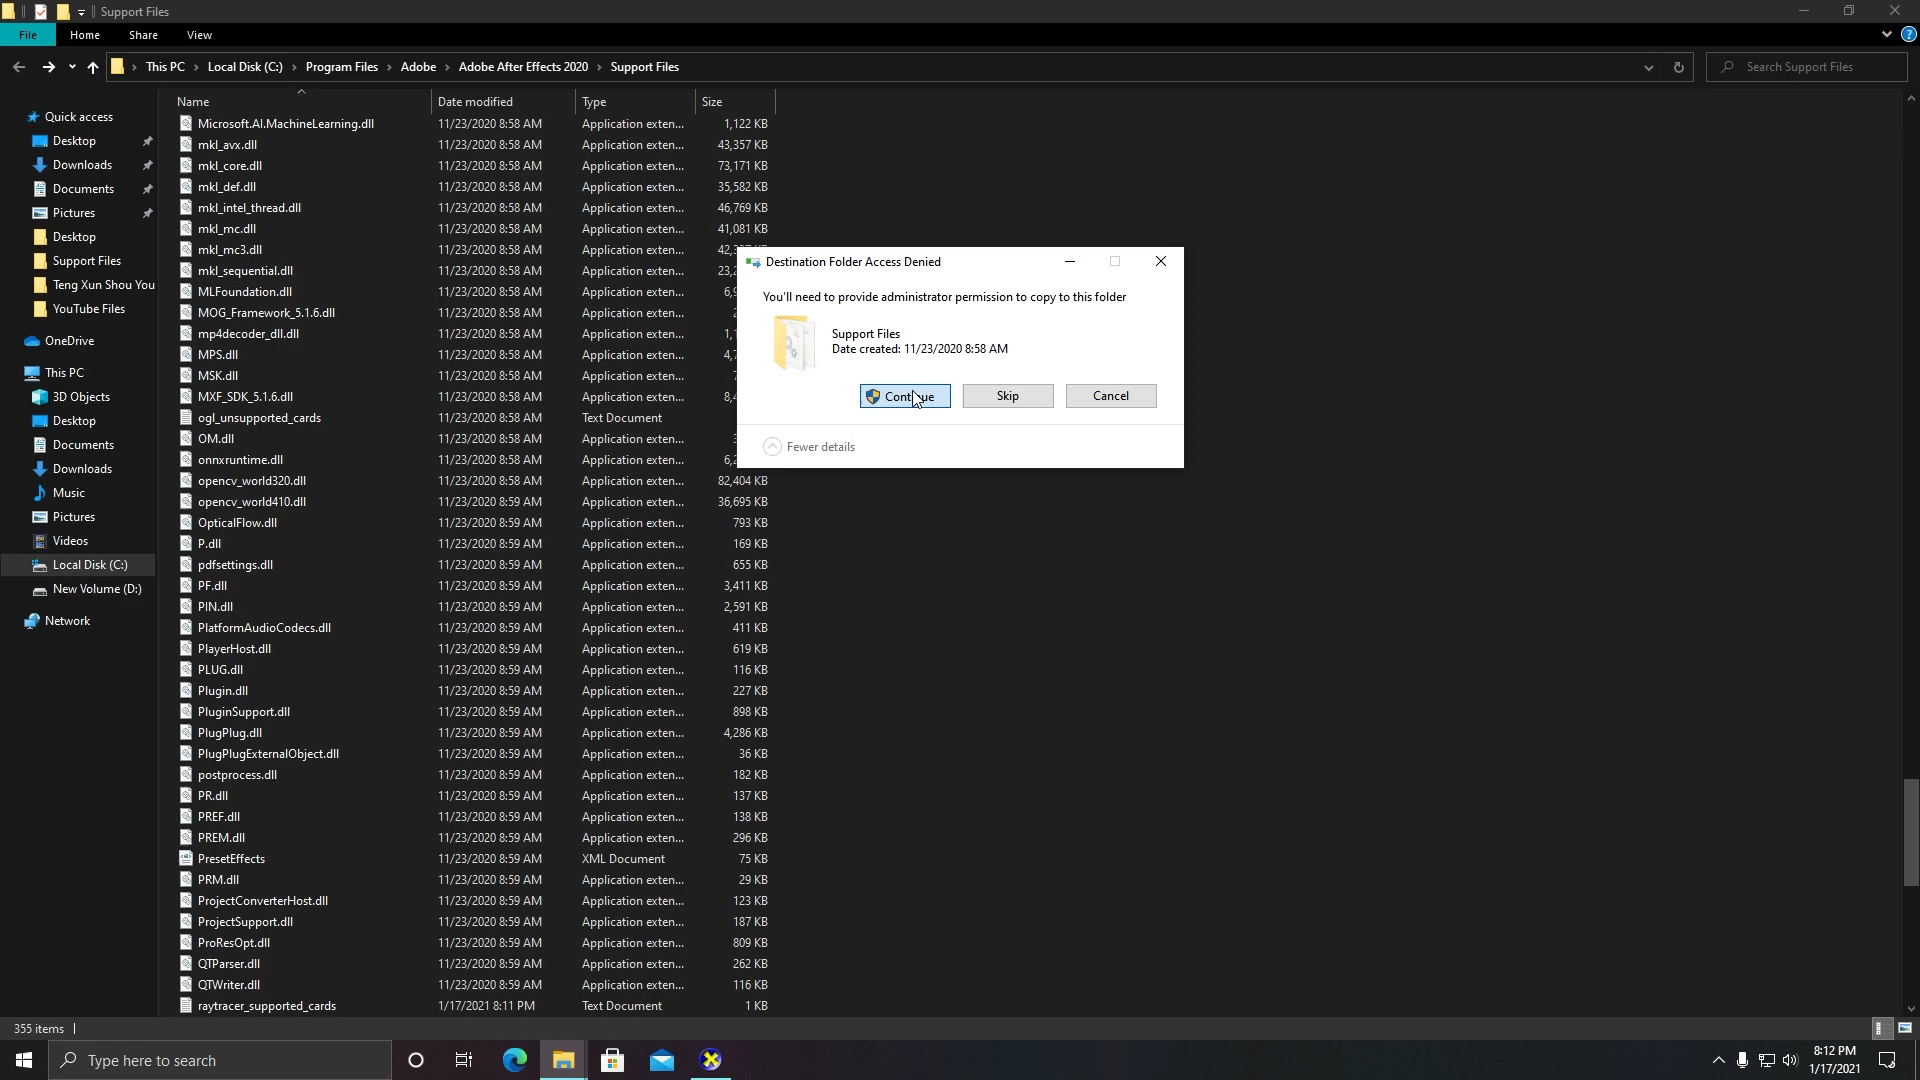 Support Files
File Home Share View
This PC Local Disk (C:) Program Files Adobe Adobe After Effects 2020 Support Files
Search Support Files
Name Date modified Type Size
Quick access
Desktop
Downloads
Documents
Pictures
Desktop
Support Files
Teng Xun Shou You
YouTube Files
OneDrive
This PC
3D Objects
Desktop
Documents
Downloads
Music
Pictures
Videos
Local Disk (C:)
New Volume (D:)
Network
Microsoft.AI.MachineLearning.dll 11/23/2020 8:58 AM Application exten... 1,122 KB
mkl_avx.dll 11/23/2020 8:58 AM Application exten... 43,357 KB
mkl_core.dll 11/23/2020 8:58 AM Application exten... 73,171 KB
mkl_def.dll 11/23/2020 8:58 AM Application exten... 35,582 KB
mkl_intel_thread.dll 11/23/2020 8:58 AM Application exten... 46,769 KB
mkl_mc.dll 11/23/2020 8:58 AM Application exten... 41,081 KB
mkl_mc3.dll 11/23/2020 8:58 AM Application exten...
mkl_sequential.dll 11/23/2020 8:58 AM Application exten...
MLFoundation.dll 11/23/2020 8:58 AM Application exten...
MOG_Framework_5.1.6.dll 11/23/2020 8:58 AM Application exten...
mp4decoder_dll.dll 11/23/2020 8:58 AM Application exten...
MPS.dll 11/23/2020 8:58 AM Application exten...
MSK.dll 11/23/2020 8:58 AM Application exten...
MXF_SDK_5.1.6.dll 11/23/2020 8:58 AM Application exten...
ogl_unsupported_cards 11/23/2020 8:58 AM Text Document
OM.dll 11/23/2020 8:58 AM Application exten...
onnxruntime.dll 11/23/2020 8:58 AM Application exten...
opencv_world320.dll 11/23/2020 8:58 AM Application exten... 82,404 KB
opencv_world410.dll 11/23/2020 8:59 AM Application exten... 36,695 KB
OpticalFlow.dll 11/23/2020 8:59 AM Application exten... 793 KB
P.dll 11/23/2020 8:59 AM Application exten... 169 KB
pdfsettings.dll 11/23/2020 8:59 AM Application exten... 655 KB
PF.dll 11/23/2020 8:59 AM Application exten... 3,411 KB
PIN.dll 11/23/2020 8:59 AM Application exten... 2,591 KB
PlatformAudioCodecs.dll 11/23/2020 8:59 AM Application exten... 411 KB
PlayerHost.dll 11/23/2020 8:59 AM Application exten... 619 KB
PLUG.dll 11/23/2020 8:59 AM Application exten... 116 KB
Plugin.dll 11/23/2020 8:59 AM Application exten... 227 KB
PluginSupport.dll 11/23/2020 8:59 AM Application exten... 898 KB
PlugPlug.dll 11/23/2020 8:59 AM Application exten... 4,286 KB
PlugPlugExternalObject.dll 11/23/2020 8:59 AM Application exten... 36 KB
postprocess.dll 11/23/2020 8:59 AM Application exten... 182 KB
PR.dll 11/23/2020 8:59 AM Application exten... 137 KB
PREF.dll 11/23/2020 8:59 AM Application exten... 138 KB
PREM.dll 11/23/2020 8:59 AM Application exten... 296 KB
PresetEffects 11/23/2020 8:59 AM XML Document 75 KB
PRM.dll 11/23/2020 8:59 AM Application exten... 29 KB
ProjectConverterHost.dll 11/23/2020 8:59 AM Application exten... 123 KB
ProjectSupport.dll 11/23/2020 8:59 AM Application exten... 187 KB
ProResOpt.dll 11/23/2020 8:59 AM Application exten... 809 KB
QTParser.dll 11/23/2020 8:59 AM Application exten... 262 KB
QTWriter.dll 11/23/2020 8:59 AM Application exten... 116 KB
raytracer_supported_cards 1/17/2021 8:11 PM Text Document 1 KB
Destination Folder Access Denied
You'll need to provide administrator permission to copy to this folder
Support Files
Date created: 11/23/2020 8:58 AM
Continue Skip Cancel
Fewer details
355 items
Type here to search
8:12 PM
1/17/2021